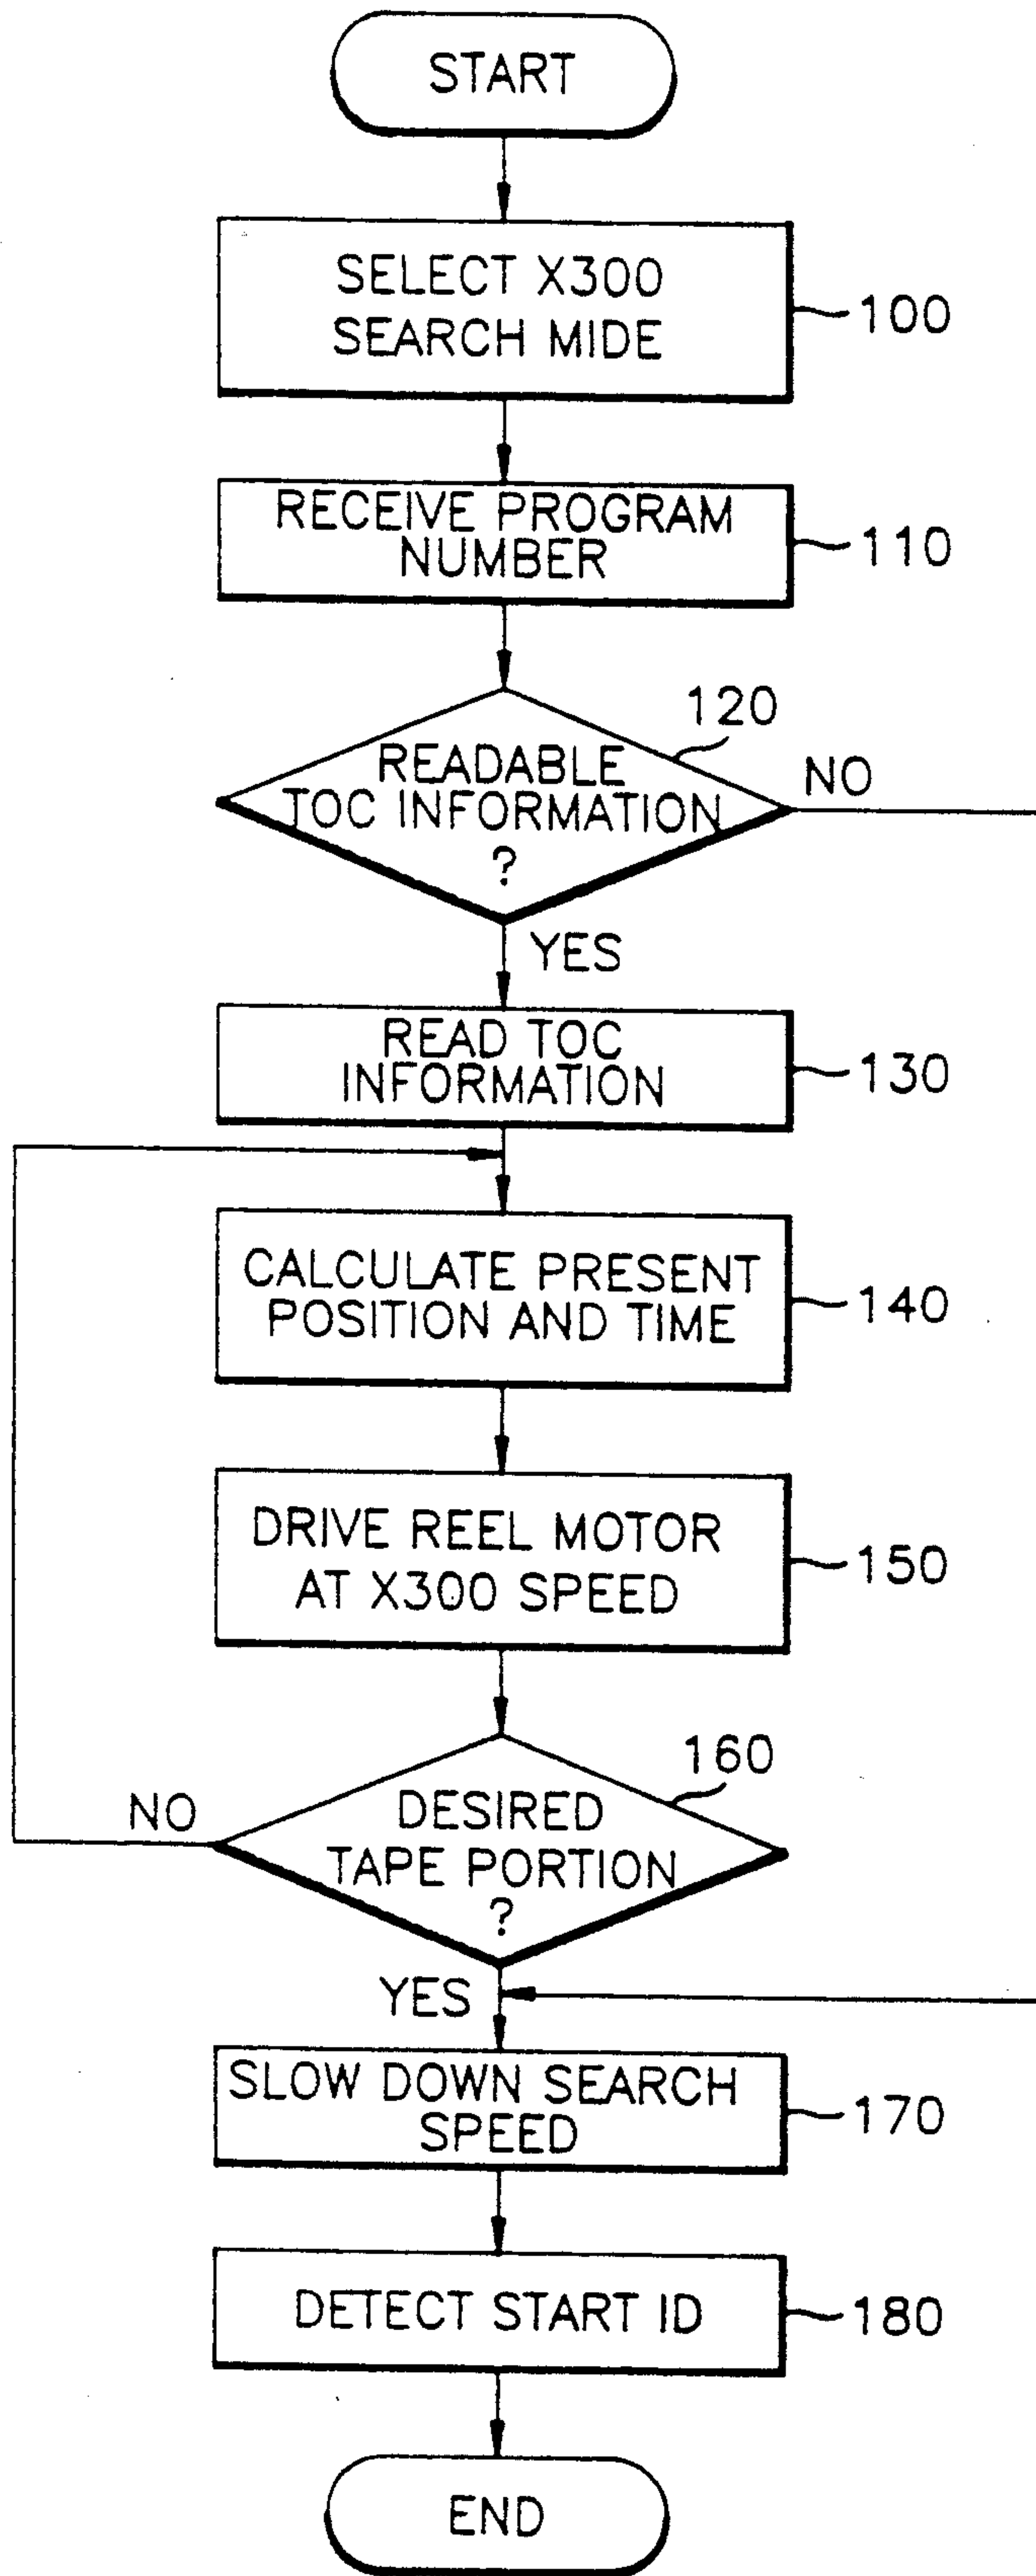 START
SELECT X300
SEARCH MIDE
100
RECEIVE PROGRAM
NUMBER
110
120
READABLE
TOC INFORMATION
?
NO
YES
READ TOC
INFORMATION
130
CALCULATE PRESENT
POSITION AND TIME
140
DRIVE REEL MOTOR
AT X300 SPEED
150
160
NO
DESIRED
TAPE PORTION
?
YES
SLOW DOWN SEARCH
SPEED
170
DETECT START ID
180
END